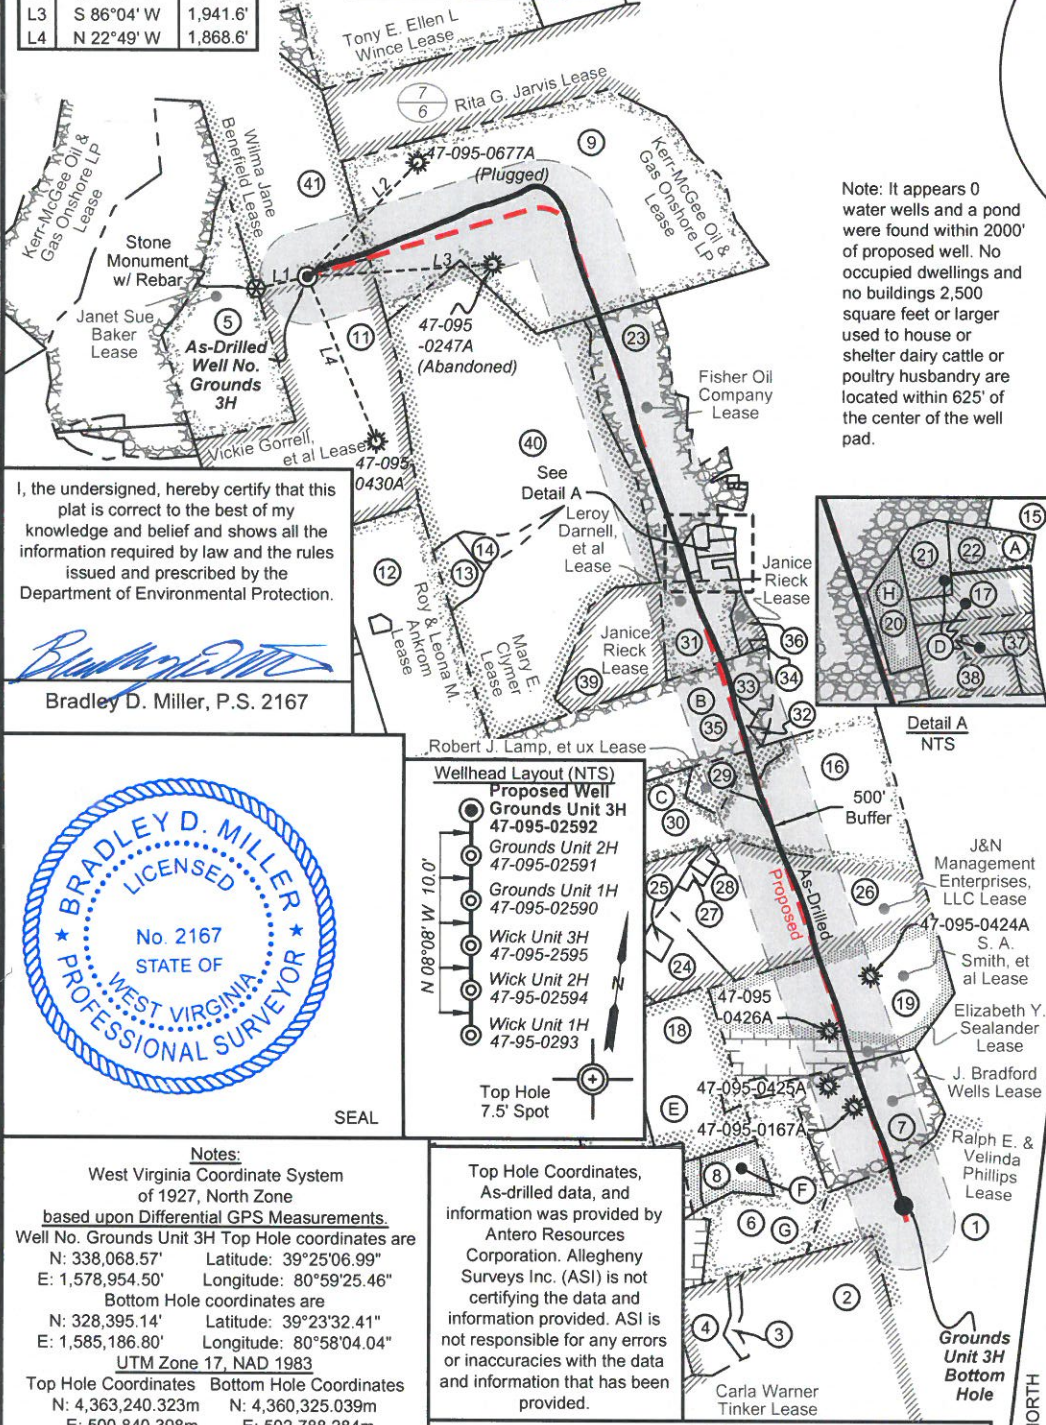 L3 S 86°04' W 1,941.6'
L4 N 22°49' W 1,868.6'
Tony E. Ellen L
Wince Lease
7
6
Rita G. Jarvis Lease
Kerr-McGee Oil &
Gas Onshore LP
Lease
Wilma Jane
Benefield Lease
41
L2
47-095-0677A
(Plugged)
9
Kerr-McGee Oil &
Gas Onshore LP
Lease
Note: It appears 0
water wells and a pond
were found within 2000'
of proposed well. No
occupied dwellings and
no buildings 2,500
square feet or larger
used to house or
shelter dairy cattle or
poultry husbandry are
located within 625' of
the center of the well
pad.
Stone
Monument
w/ Rebar
L1
L3
Janet Sue
Baker
Lease
5
As-Drilled
Well No.
Grounds
3H
L4
11
47-095
-0247A
(Abandoned)
23
Fisher Oil
Company
Lease
Vickie Gorrell,
et al Lease
47-095
0430A
40
See
Detail A
Leroy
Darnell,
et al
Lease
Janice
Rieck
Lease
I, the undersigned, hereby certify that this
plat is correct to the best of my
knowledge and belief and shows all the
information required by law and the rules
issued and prescribed by the
Department of Environmental Protection.
Bradley D. Miller, P.S. 2167
12
13
14
Roy & Leona M.
Ankrom
Lease
Mary E.
Clymer
Lease
Janice
Rieck
Lease
39
31
36
34
33
32
B
35
15
21
22
A
H
20
17
D
37
38
Detail A
NTS
Robert J. Lamp, et ux Lease
29
16
C
30
500'
Buffer
BRADLEY D. MILLER
LICENSED
No. 2167
STATE OF
WEST VIRGINIA
PROFESSIONAL SURVEYOR
SEAL
Wellhead Layout (NTS)
Proposed Well
Grounds Unit 3H
47-095-02592
Grounds Unit 2H
47-095-02591
Grounds Unit 1H
47-095-02590
Wick Unit 3H
47-095-2595
Wick Unit 2H
47-95-02594
Wick Unit 1H
47-95-0293
N 08°08' W 10.0'
N
Top Hole
7.5' Spot
25
28
27
24
Proposed
As-Drilled
26
J&N
Management
Enterprises,
LLC Lease
47-095-0424A
S. A.
Smith, et
al Lease
19
47-095
-0426A
18
Elizabeth Y.
Sealander
Lease
47-095-0425A
J. Bradford
Wells Lease
E
47-095-0167A
7
Ralph E. &
Velinda
Phillips
Lease
8
F
6
G
1
2
4
3
Grounds
Unit 3H
Bottom
Hole
Carla Warner
Tinker Lease
NORTH
Notes:
West Virginia Coordinate System
of 1927, North Zone
based upon Differential GPS Measurements.
Well No. Grounds Unit 3H Top Hole coordinates are
N: 338,068.57' Latitude: 39°25'06.99"
E: 1,578,954.50' Longitude: 80°59'25.46"
Bottom Hole coordinates are
N: 328,395.14' Latitude: 39°23'32.41"
E: 1,585,186.80' Longitude: 80°58'04.04"
UTM Zone 17, NAD 1983
Top Hole Coordinates Bottom Hole Coordinates
N: 4,363,240.323m N: 4,360,325.039m
E: 500,840.398m E: 502,788.284m
Top Hole Coordinates,
As-drilled data, and
information was provided by
Antero Resources
Corporation. Allegheny
Surveys Inc. (ASI) is not
certifying the data and
information provided. ASI is
not responsible for any errors
or inaccuracies with the data
and information that has been
provided.